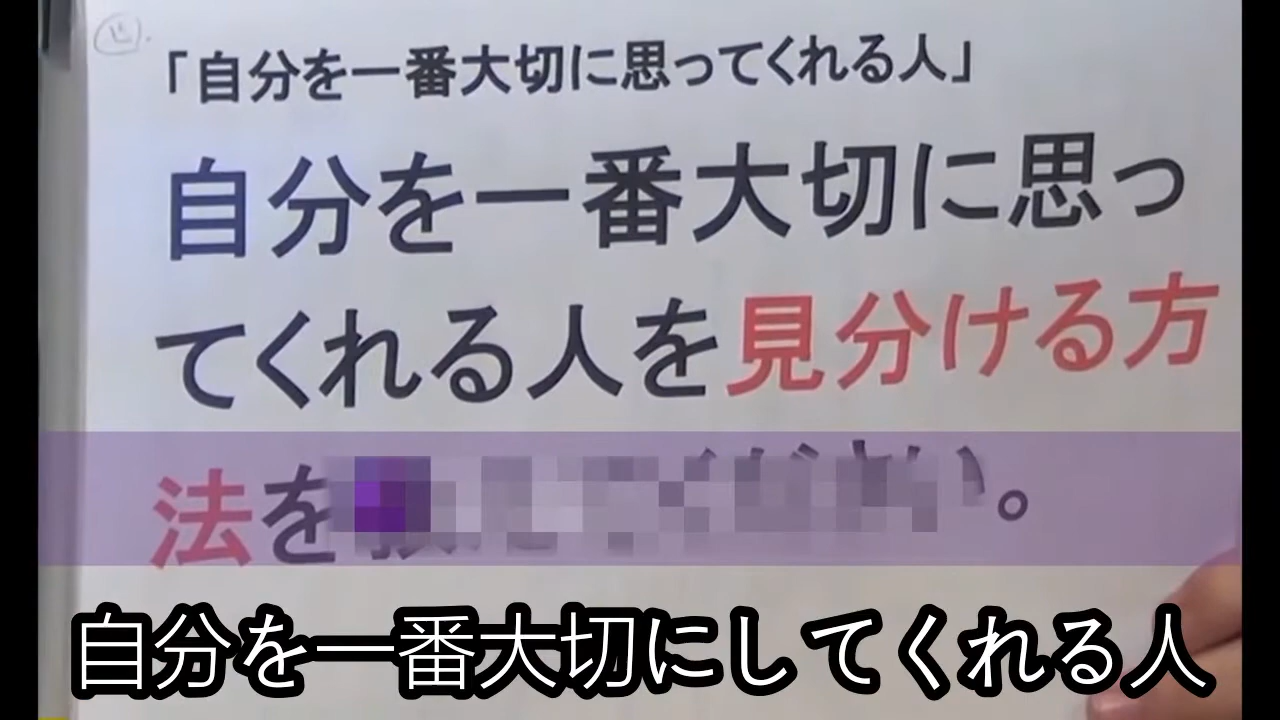 「自分を一番大切に思ってくれる人」
自分を一番大切に思っ
てくれる人を見分ける方
法を
自分を一番大切にしてくれる人